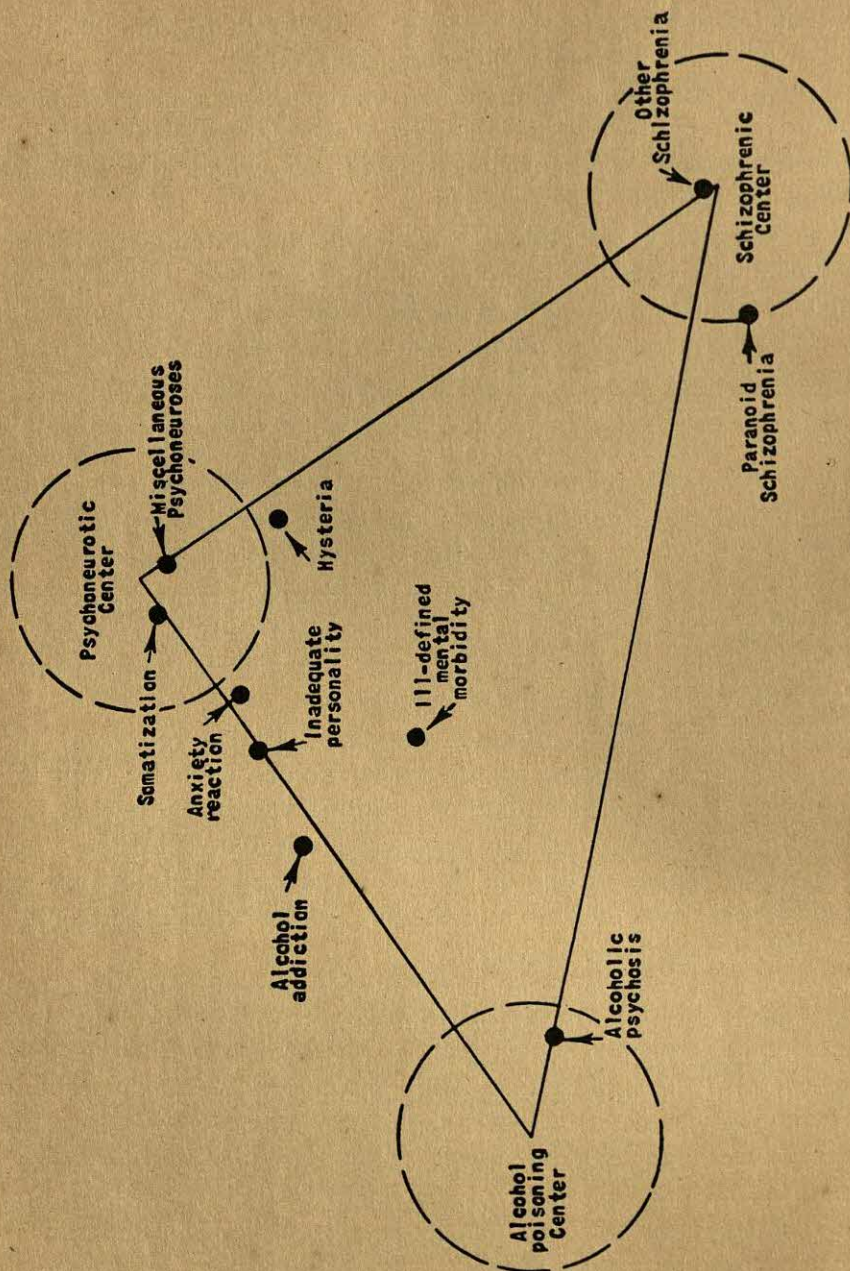 Psychoneurotic
Center
Somatization
Miscellaneous
Psychoneuroses
Anxiety
reaction
Inadequate
personality
Hysteria
Alcohol
addiction
Ill-defined
mental
morbidity
Other
Schizophrenia
Schizophrenic
Center
Paranoid
Schizophrenia
Alcohol
poisoning
Center
Alcoholic
psychosis